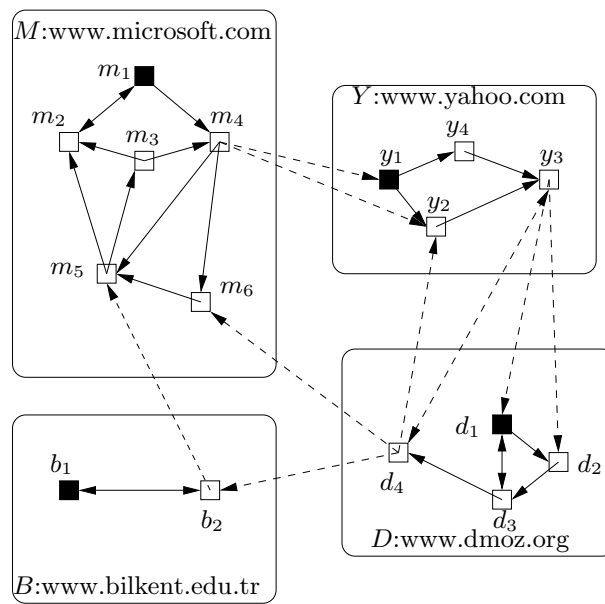 M:www.microsoft.com
m1
m2
m3
m4
m5
m6
Y:www.yahoo.com
y1
y4
y3
y2
b1
b2
B:www.bilkent.edu.tr
d1
d2
d4
d3
D:www.dmoz.org